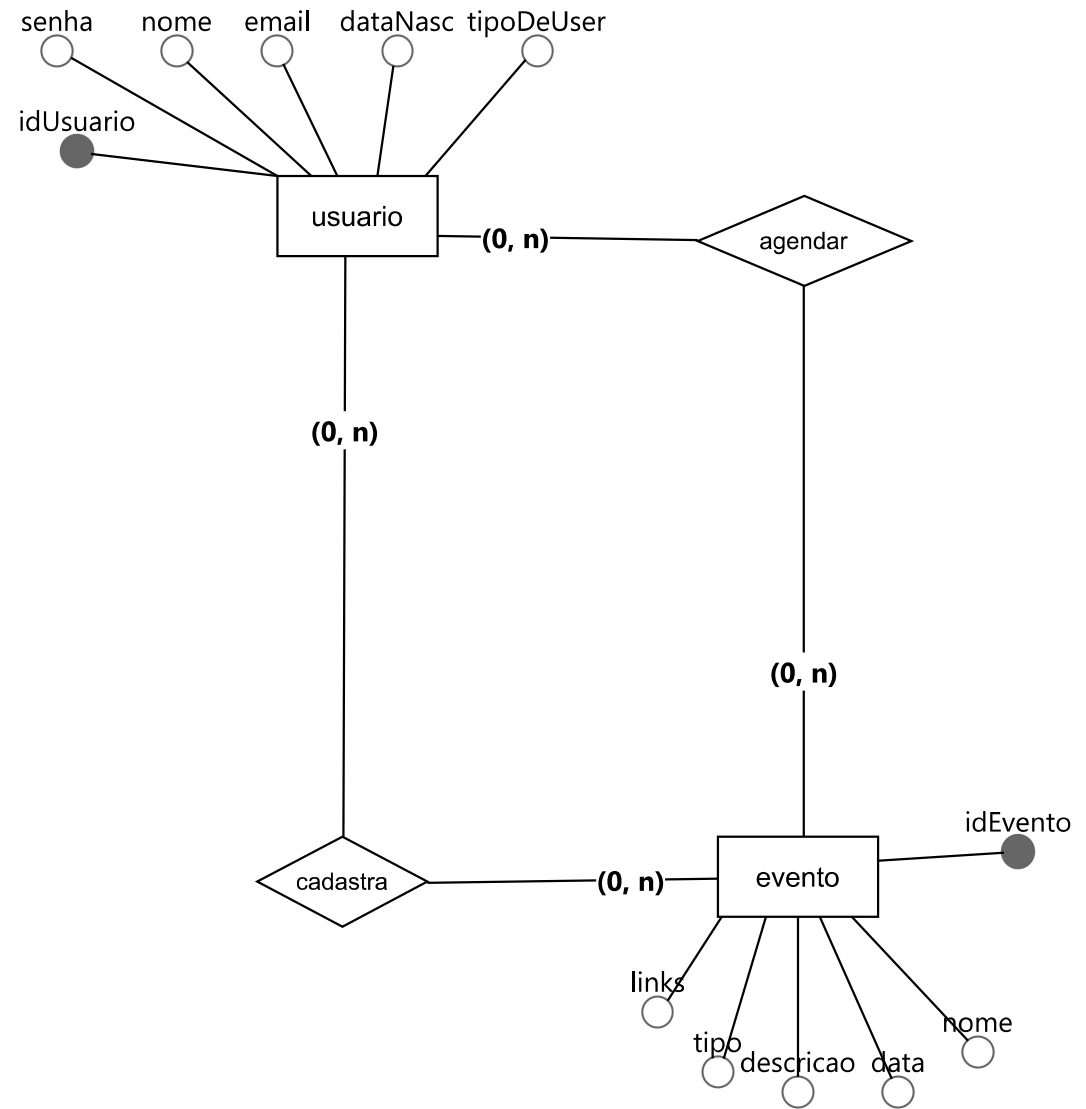 senha nome email dataNasc tipoDeUser
idUsuario
usuario
(0, n)
agendar
(0, n)
(0, n)
idEvento
cadastra
(0, n)
evento
links
nome
tipo
descricao
data